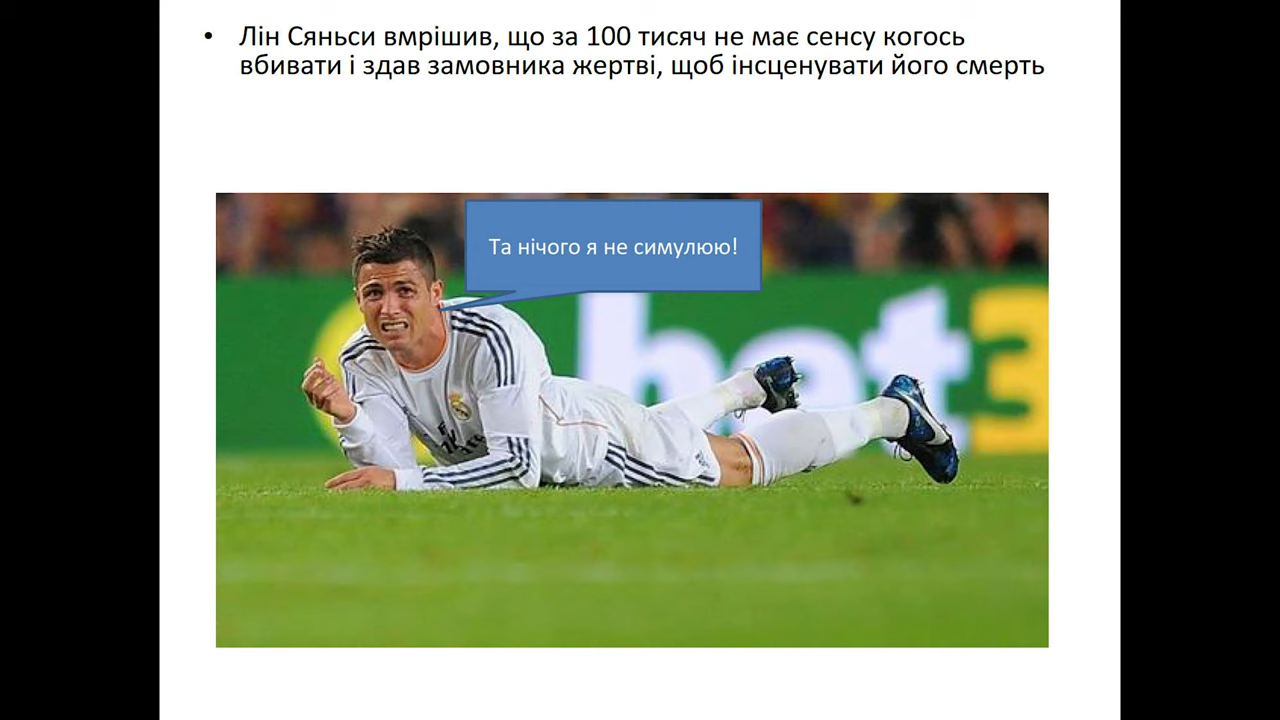 • Лін Сяньси вмрішив, що за 100 тисяч не має сенсу когось
вбивати і здав замовника жертві, щоб інсценувати його смерть
Та нічого я не симулюю!
bet3